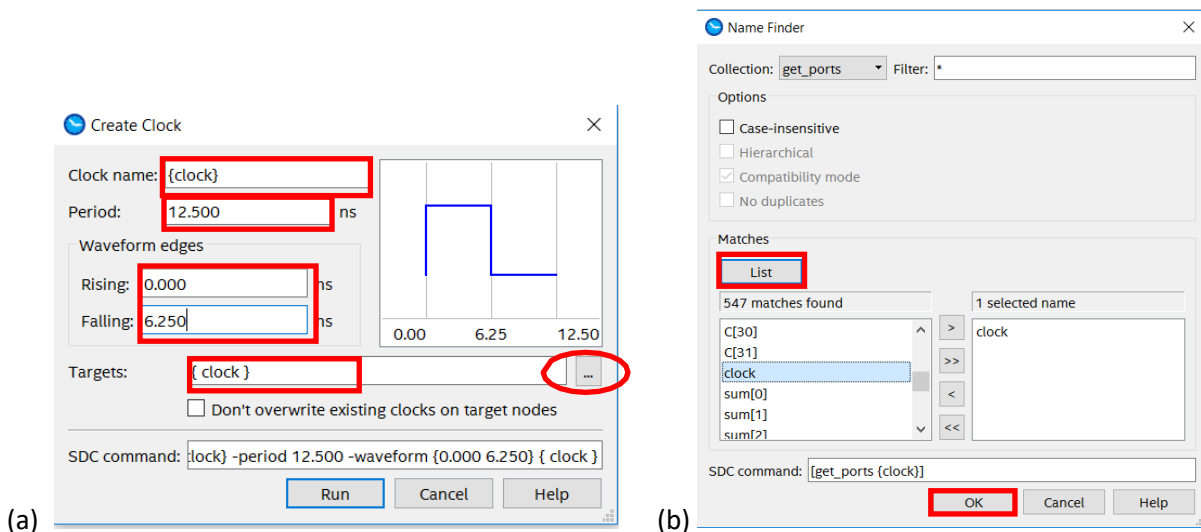 Create Clock
Clock name: {clock}
Period: 12.500 ns
Waveform edges
Rising: 0.000 ns
Falling: 6.250 ns
0.00 6.25 12.50
Targets: { clock } ...
Don't overwrite existing clocks on target nodes
SDC command: :lock} -period 12.500 -waveform {0.000 6.250} { clock }
Run Cancel Help
(a)
Name Finder
Collection: get_ports Filter: *
Options
Case-insensitive
Hierarchical
Compatibility mode
No duplicates
Matches
List
547 matches found
1 selected name
C[30]
C[31]
clock
sum[0]
sum[1]
sum[2]
>
>>
<
<<
clock
SDC command: [get_ports {clock}]
OK Cancel Help
(b)